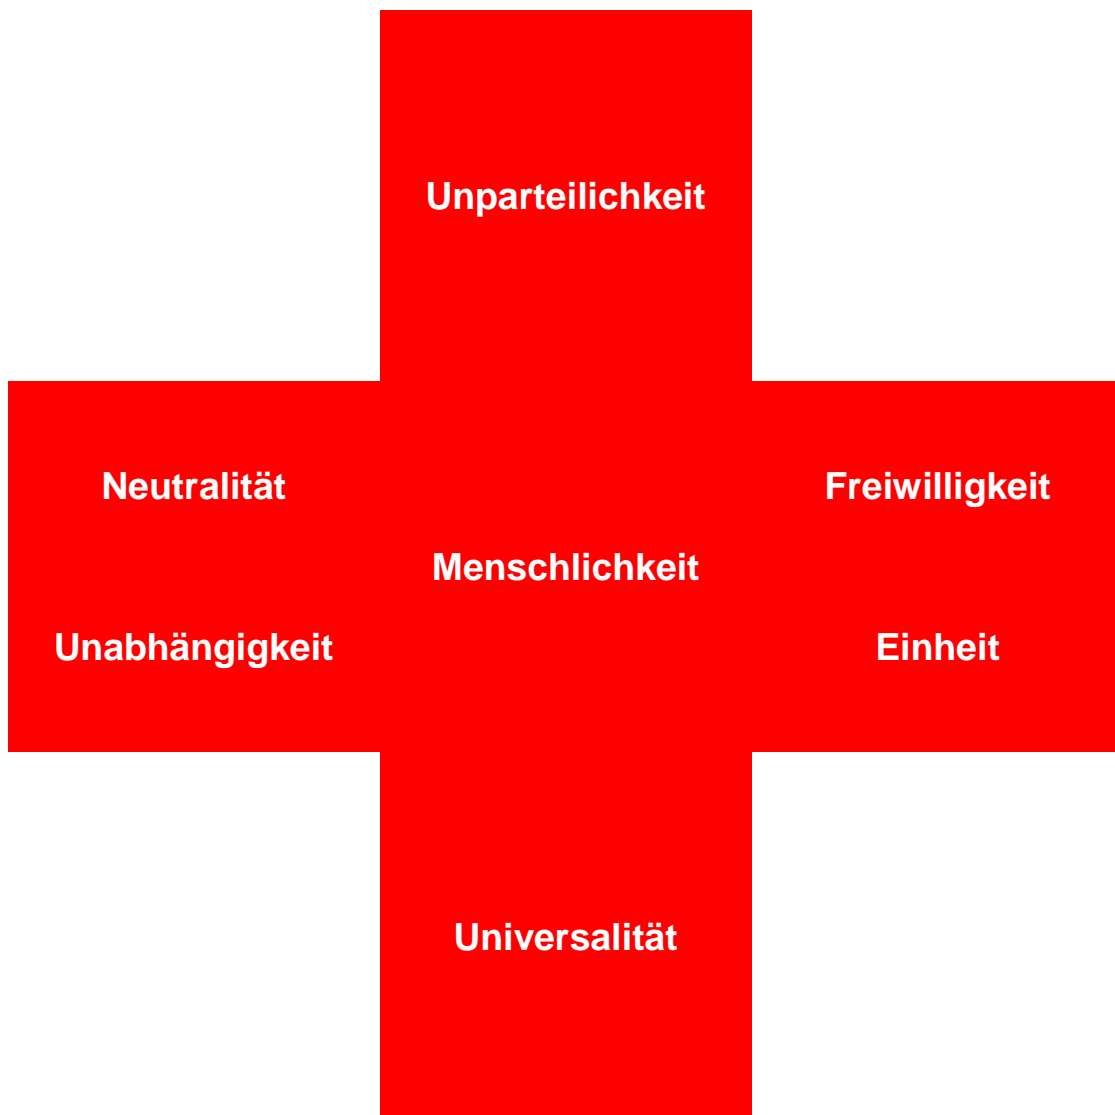 Unparteilichkeit
Neutralität
Freiwilligkeit
Menschlichkeit
Unabhängigkeit
Einheit
Universalität